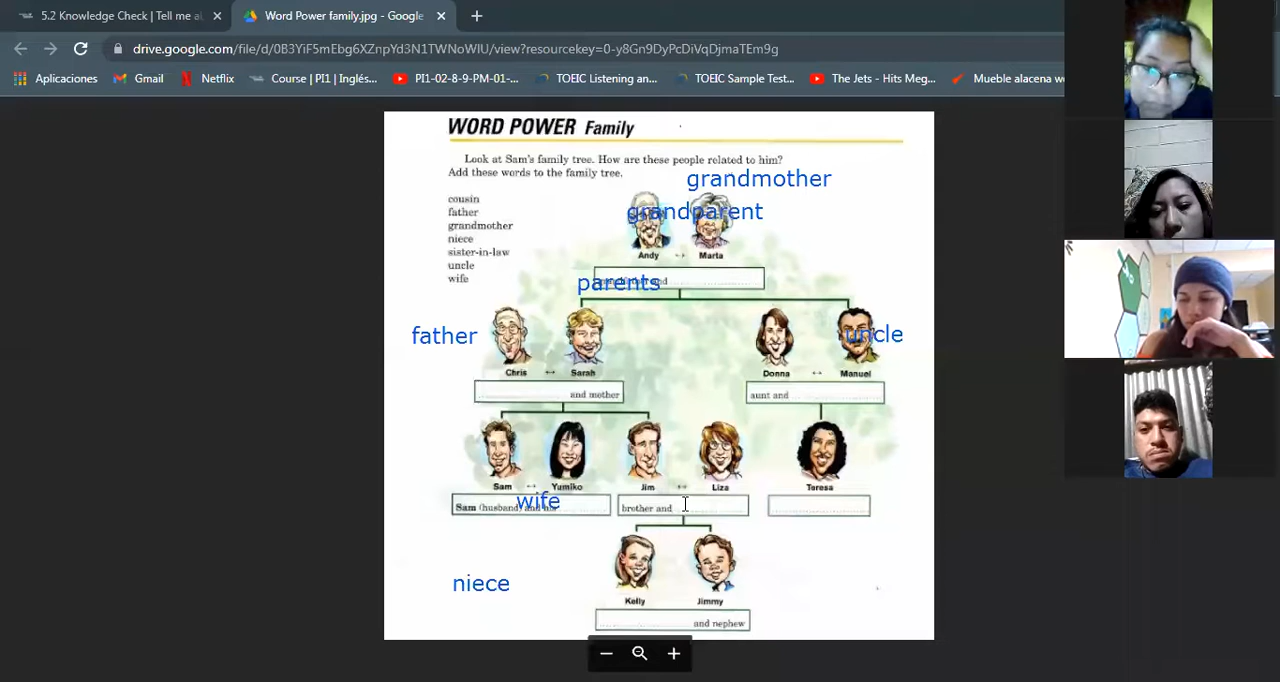 5.2 Knowledge Check | Tell me a
Word Power family.jpg - Google
drive.google.com/file/d/0B3YiF5mEbg6XZnpYd3N1TWNoWlU/view?resourcekey=0-y8Gn9DyPcDiVqDjmaTEm9g
Aplicaciones
Gmail
Netflix
Course | PI1 | Inglés...
PI1-02-8-9-PM-01-...
TOEIC Listening an...
TOEIC Sample Test...
The Jets - Hits Meg...
Mueble alacena
WORD POWER Family
Look at Sam's family tree. How are these people related to him?
Add these words to the family tree.
grandmother
cousin
father
grandmother
niece
sister-in-law
uncle
wife
grandparent
Andy
Marta
parents
and
father
uncle
Chris
Sarah
Donna
Manuel
and mother
aunt and
Sam
Yumiko
Jim
Liza
Teresa
Sam (husband) and his
wife
brother and
niece
Kelly
Jimmy
and nephew